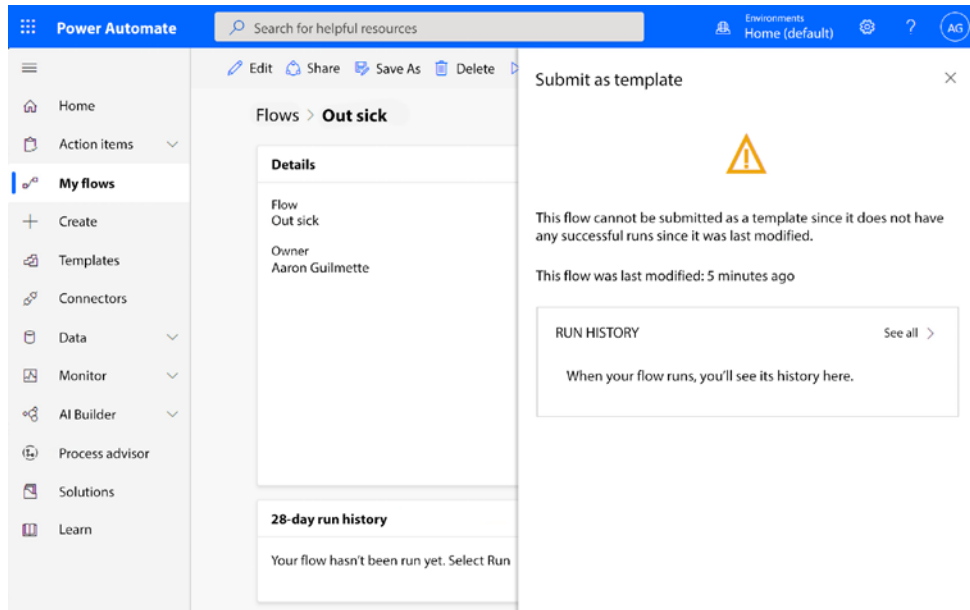 Power Automate
Search for helpful resources
Environments
Home (default)
?
AG
Edit
Share
Save As
Delete
Home
Action items
My flows
Create
Templates
Connectors
Data
Monitor
AI Builder
Process advisor
Solutions
Learn
Flows > Out sick
Details
Flow
Out sick
Owner
Aaron Guilmette
28-day run history
Your flow hasn't been run yet. Select Run
Submit as template
This flow cannot be submitted as a template since it does not have
any successful runs since it was last modified.
This flow was last modified: 5 minutes ago
RUN HISTORY
See all >
When your flow runs, you'll see its history here.